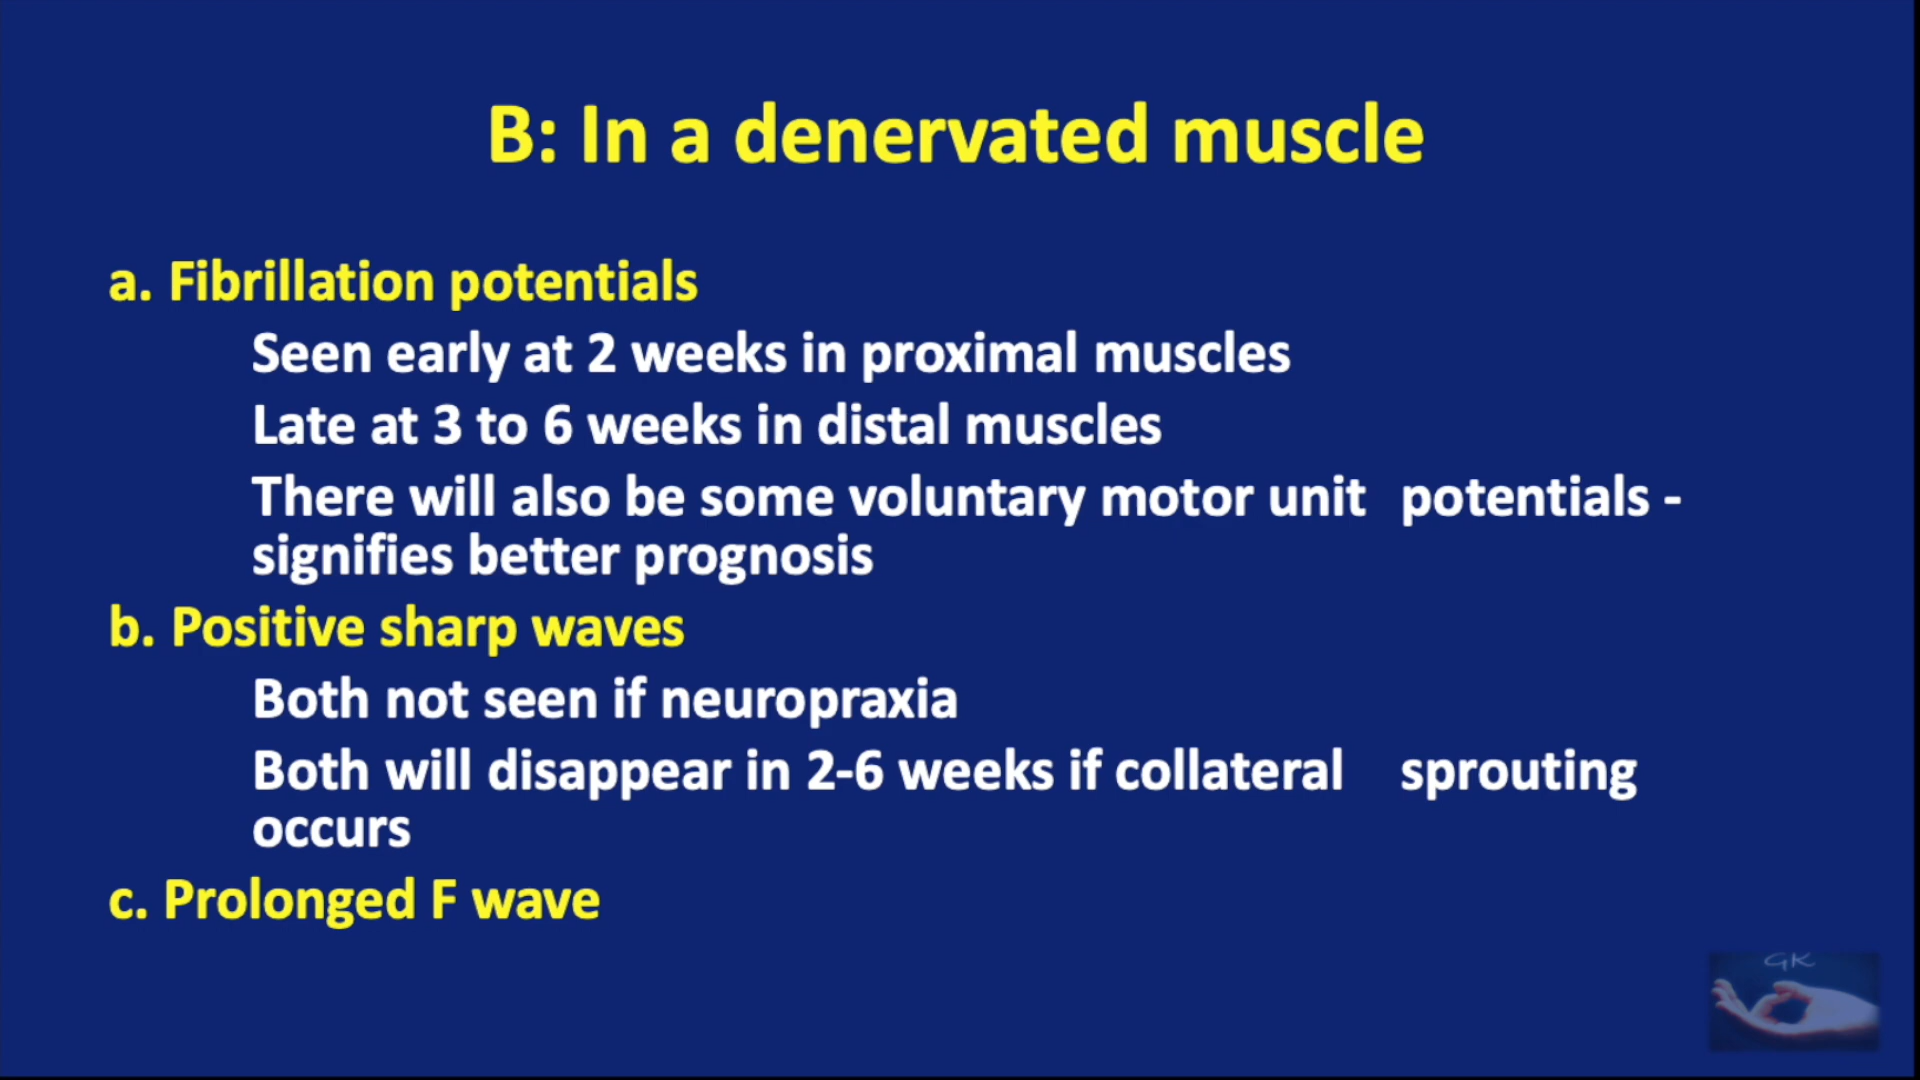 B: In a denervated muscle
a. Fibrillation potentials
Seen early at 2 weeks in proximal muscles
Late at 3 to 6 weeks in distal muscles
There will also be some voluntary motor unit potentials -
signifies better prognosis
b. Positive sharp waves
Both not seen if neuropraxia
Both will disappear in 2-6 weeks if collateral sprouting
occurs
c. Prolonged F wave
GK